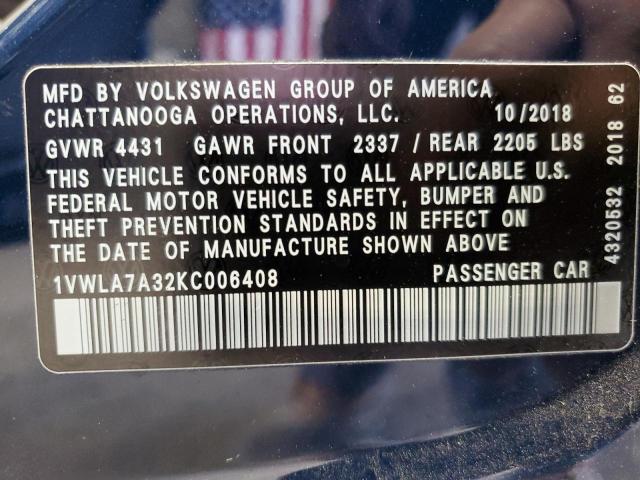 MFD BY VOLKSWAGEN GROUP OF AMERICA
CHATTANOOGA OPERATIONS, LLC. 10/2018
GVWR 4431 GAWR FRONT 2337 / REAR 2205 LBS
THIS VEHICLE CONFORMS TO ALL APPLICABLE U.S.
FEDERAL MOTOR VEHICLE SAFETY, BUMPER AND
THEFT PREVENTION STANDARDS IN EFFECT ON
THE DATE OF MANUFACTURE SHOWN ABOVE
1VWLA7A32KC006408 PASSENGER CAR
4320532 2018 62